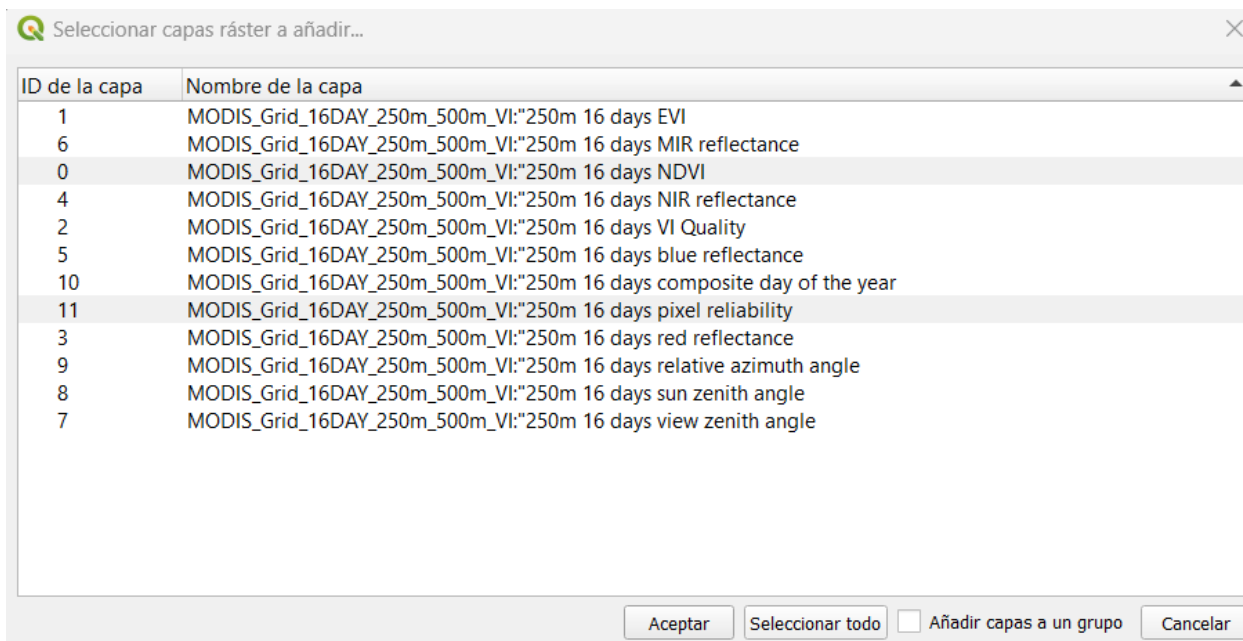 Seleccionar capas ráster a añadir...
ID de la capa Nombre de la capa
1 MODIS_Grid_16DAY_250m_500m_VI:"250m 16 days EVI
6 MODIS_Grid_16DAY_250m_500m_VI:"250m 16 days MIR reflectance
0 MODIS_Grid_16DAY_250m_500m_VI:"250m 16 days NDVI
4 MODIS_Grid_16DAY_250m_500m_VI:"250m 16 days NIR reflectance
2 MODIS_Grid_16DAY_250m_500m_VI:"250m 16 days VI Quality
5 MODIS_Grid_16DAY_250m_500m_VI:"250m 16 days blue reflectance
10 MODIS_Grid_16DAY_250m_500m_VI:"250m 16 days composite day of the year
11 MODIS_Grid_16DAY_250m_500m_VI:"250m 16 days pixel reliability
3 MODIS_Grid_16DAY_250m_500m_VI:"250m 16 days red reflectance
9 MODIS_Grid_16DAY_250m_500m_VI:"250m 16 days relative azimuth angle
8 MODIS_Grid_16DAY_250m_500m_VI:"250m 16 days sun zenith angle
7 MODIS_Grid_16DAY_250m_500m_VI:"250m 16 days view zenith angle
Aceptar Seleccionar todo Añadir capas a un grupo Cancelar